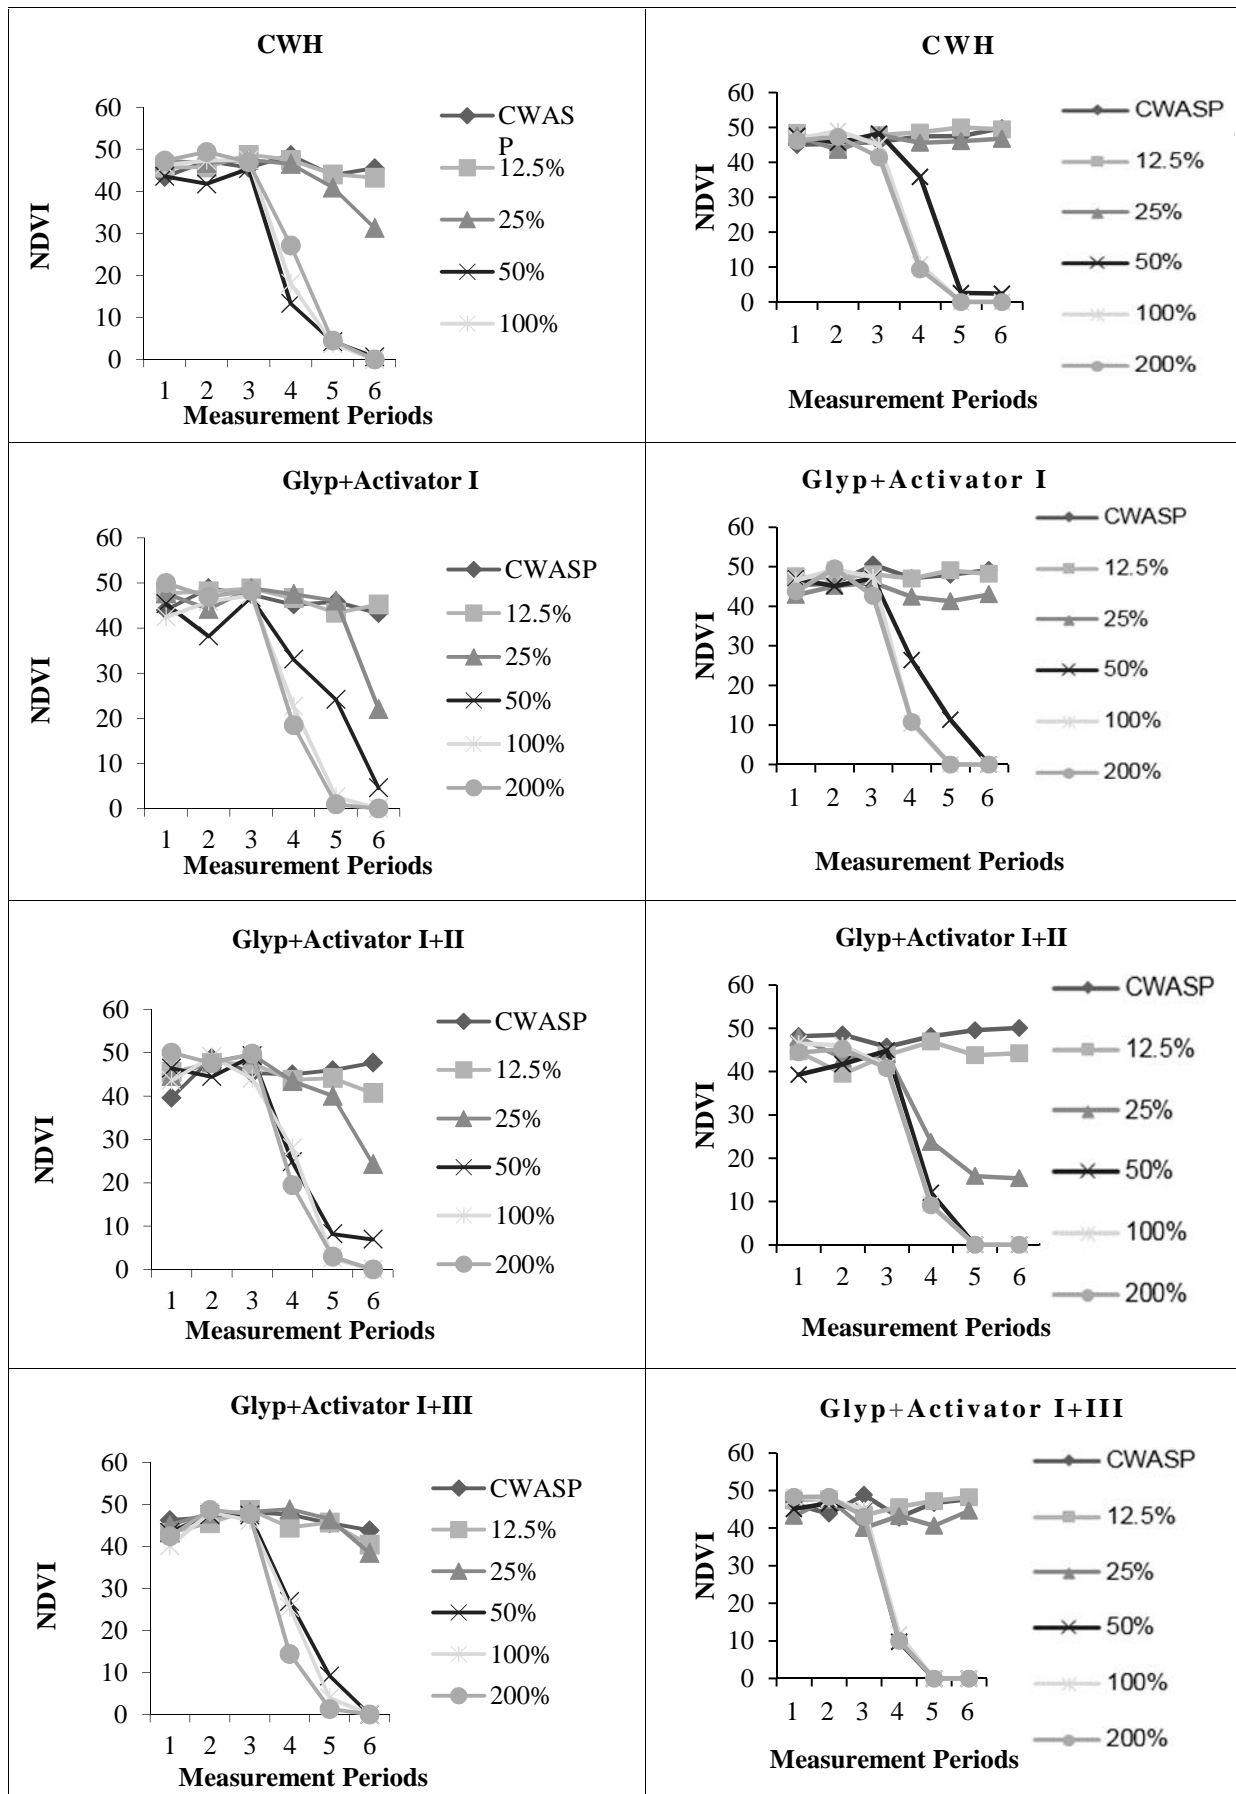 CWH
60
50
40
30
20
10
0
NDVI
1 2 3 4 5 6
Measurement Periods
CWAS
P
12.5%
25%
50%
100%
CWH
60
50
40
30
20
10
0
NDVI
1 2 3 4 5 6
Measurement Periods
CWASP
12.5%
25%
50%
100%
200%
Glyp+Activator I
60
50
40
30
20
10
0
NDVI
1 2 3 4 5 6
Measurement Periods
CWASP
12.5%
25%
50%
100%
200%
Glyp+Activator I
60
50
40
30
20
10
0
NDVI
1 2 3 4 5 6
Measurement Periods
CWASP
12.5%
25%
50%
100%
200%
Glyp+Activator I+II
60
50
40
30
20
10
0
NDVI
1 2 3 4 5 6
Measurement Periods
CWASP
12.5%
25%
50%
100%
200%
Glyp+Activator I+II
60
50
40
30
20
10
0
NDVI
1 2 3 4 5 6
Measurement Periods
CWASP
12.5%
25%
50%
100%
200%
Glyp+Activator I+III
60
50
40
30
20
10
0
NDVI
1 2 3 4 5 6
Measurement Periods
CWASP
12.5%
25%
50%
100%
200%
Glyp+Activator I+III
60
50
40
30
20
10
0
NDVI
1 2 3 4 5 6
Measurement Periods
CWASP
12.5%
25%
50%
100%
200%